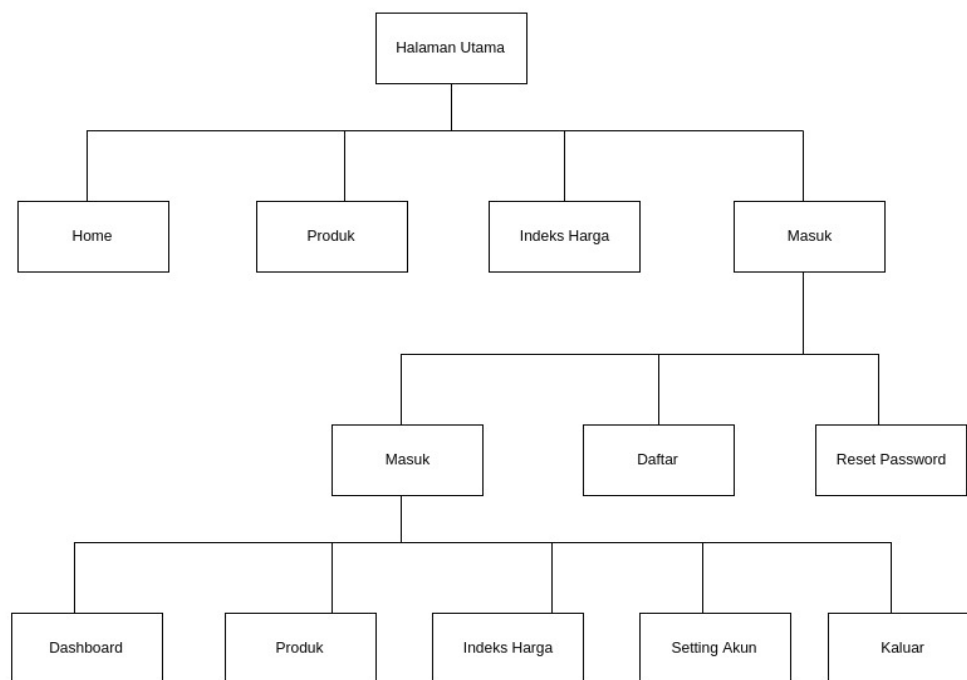 Halaman Utama
Home
Produk
Indeks Harga
Masuk
Masuk
Daftar
Reset Password
Dashboard
Produk
Indeks Harga
Setting Akun
Kaluar